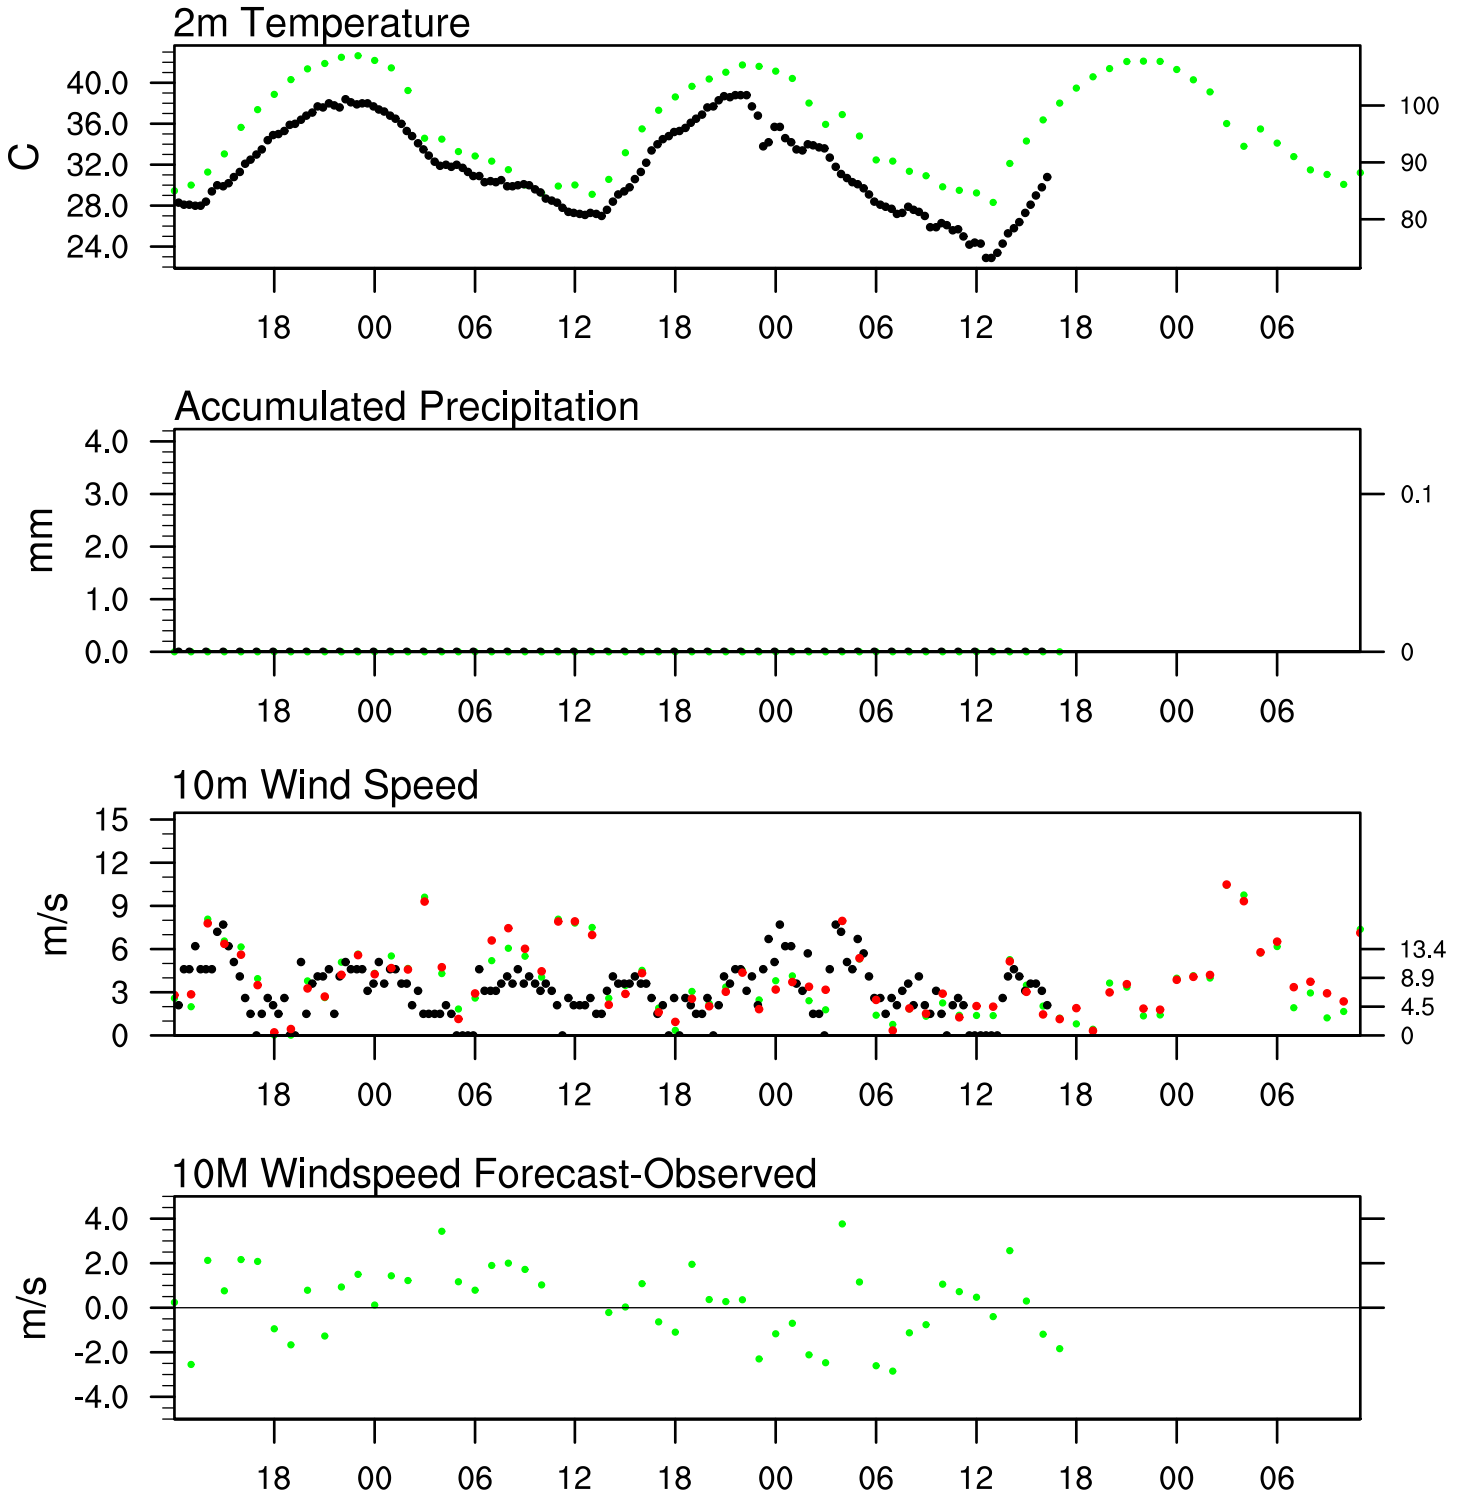 2m Temperature
40.0
36.0
32.0
28.0
24.0
C
100
90
80
18 00 06 12 18 00 06 12 18 00 06
Accumulated Precipitation
4.0
3.0
2.0
1.0
0.0
mm
0.1
0
18 00 06 12 18 00 06 12 18 00 06
10m Wind Speed
15
12
9
6
3
0
m/s
13.4
8.9
4.5
0
18 00 06 12 18 00 06 12 18 00 06
10M Windspeed Forecast-Observed
4.0
2.0
0.0
-2.0
-4.0
m/s
18 00 06 12 18 00 06 12 18 00 06